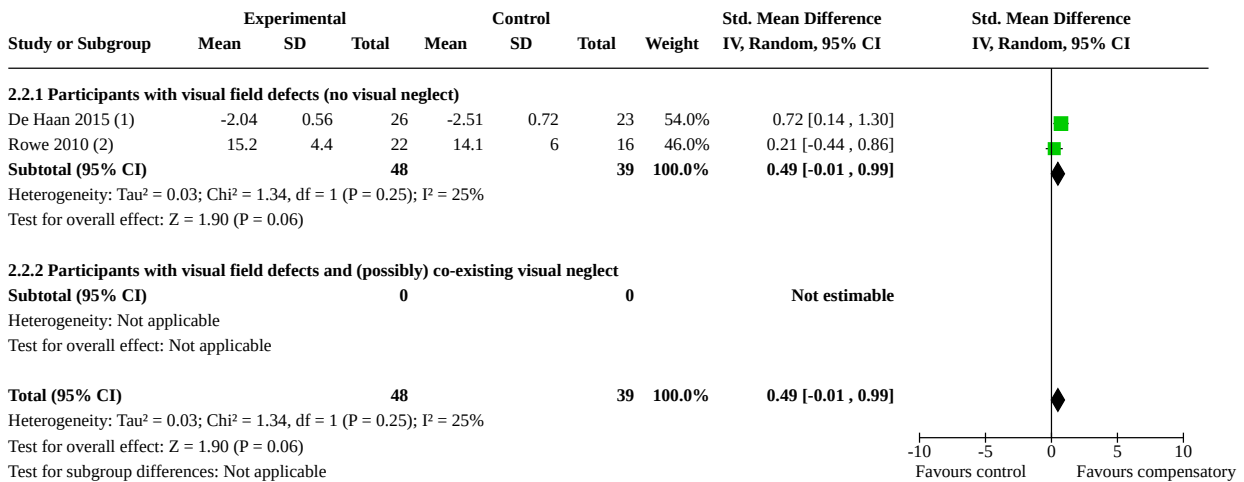 Experimental Control Std. Mean Difference Std. Mean Difference
Study or Subgroup Mean SD Total Mean SD Total Weight IV, Random, 95% CI IV, Random, 95% CI
2.2.1 Participants with visual field defects (no visual neglect)
De Haan 2015 (1) -2.04 0.56 26 -2.51 0.72 23 54.0% 0.72 [0.14 , 1.30]
Rowe 2010 (2) 15.2 4.4 22 14.1 6 16 46.0% 0.21 [-0.44 , 0.86]
Subtotal (95% CI) 48 39 100.0% 0.49 [-0.01 , 0.99]
Heterogeneity: Tau² = 0.03; Chi² = 1.34, df = 1 (P = 0.25); I² = 25%
Test for overall effect: Z = 1.90 (P = 0.06)
2.2.2 Participants with visual field defects and (possibly) co-existing visual neglect
Subtotal (95% CI) 0 0 Not estimable
Heterogeneity: Not applicable
Test for overall effect: Not applicable
Total (95% CI) 48 39 100.0% 0.49 [-0.01 , 0.99]
Heterogeneity: Tau² = 0.03; Chi² = 1.34, df = 1 (P = 0.25); I² = 25%
Test for overall effect: Z = 1.90 (P = 0.06) -10 -5 0 5 10
Test for subgroup differences: Not applicable Favours control Favours compensatory